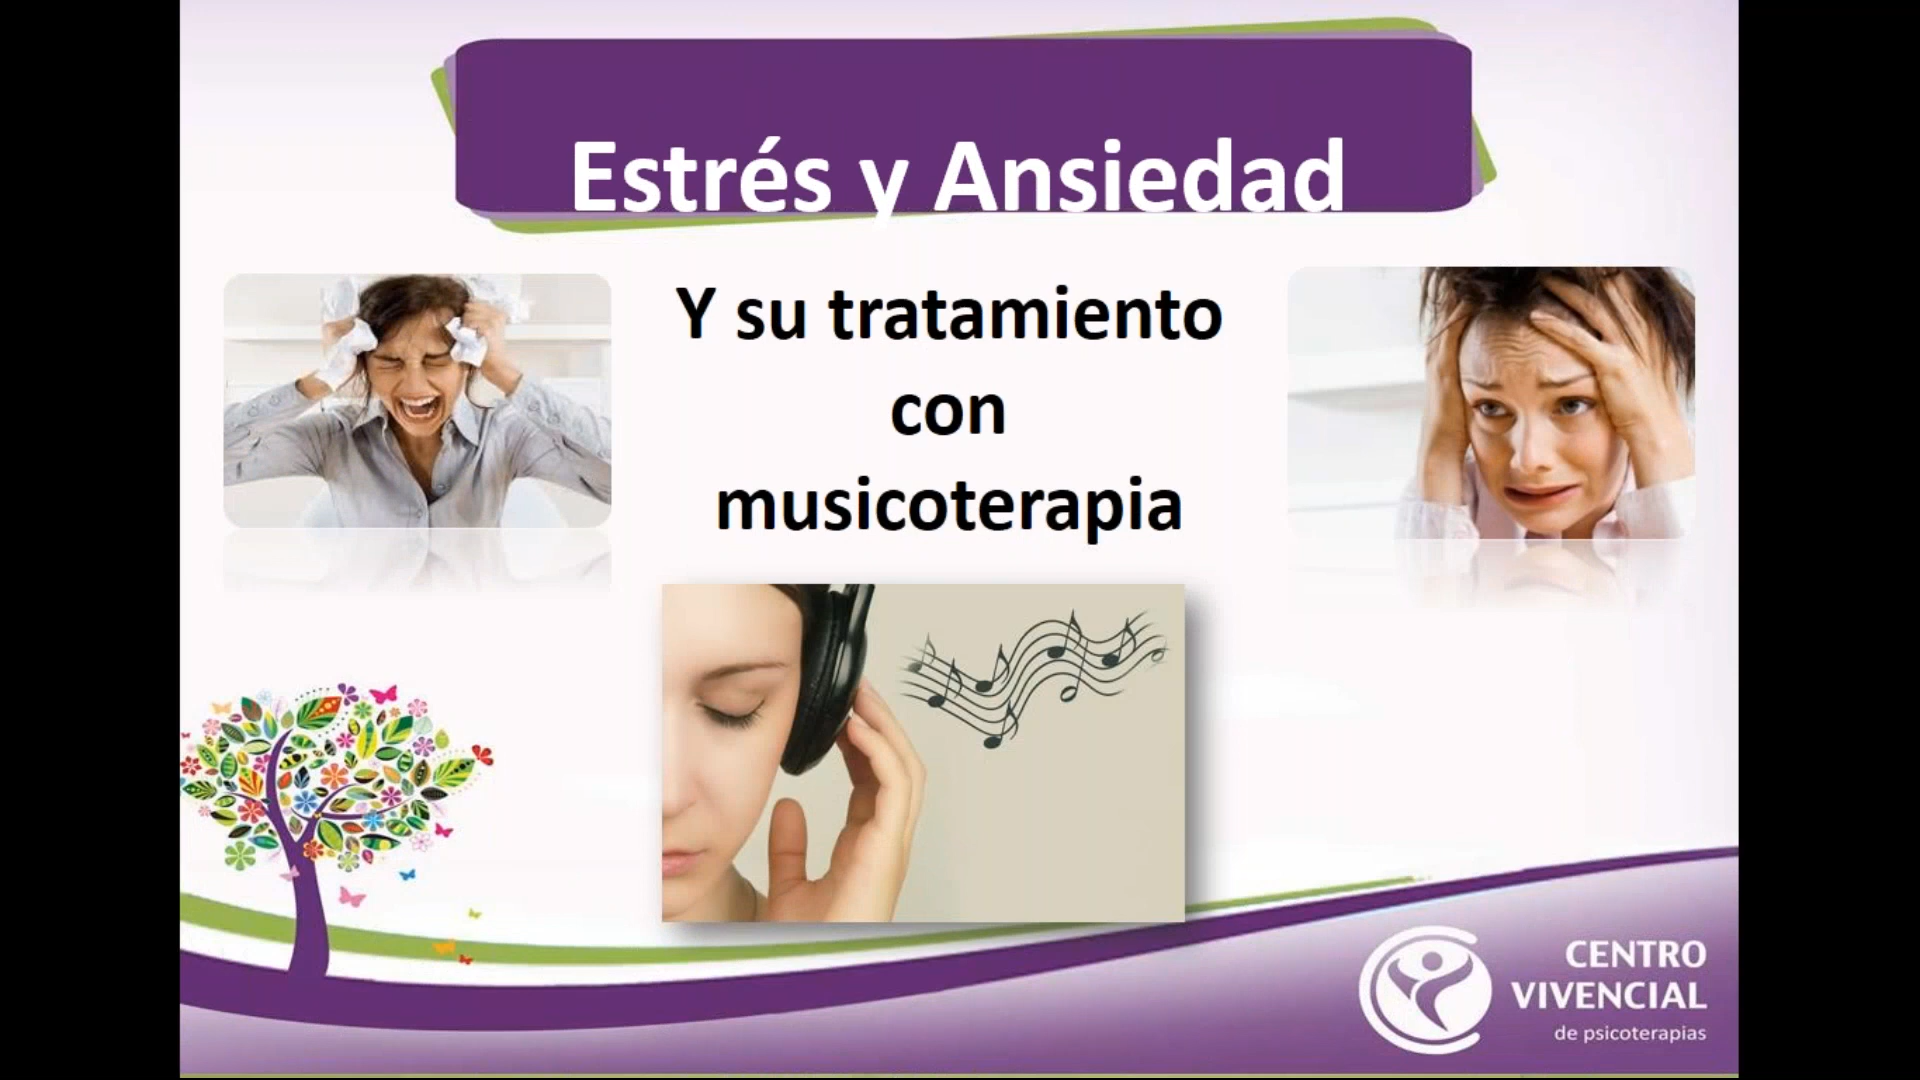 Estrés y Ansiedad
Y su tratamiento
con
musicoterapia
CENTRO
VIVENCIAL
de psicoterapias